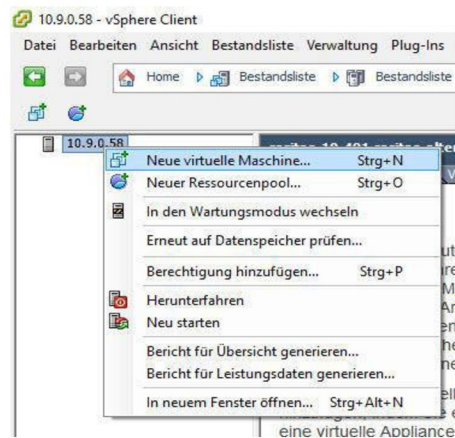 10.9.0.58 - vSphere Client
Datei Bearbeiten Ansicht Bestandsliste Verwaltung Plug-Ins
Home Bestandsliste Bestandsliste
10.9.0.58
Neue virtuelle Maschine... Strg+N
Neuer Ressourcenpool... Strg+O
In den Wartungsmodus wechseln
Erneut auf Datenspeicher prüfen...
Berechtigung hinzufügen... Strg+P
Herunterfahren
Neu starten
Bericht für Übersicht generieren...
Bericht für Leistungsdaten generieren...
In neuem Fenster öffnen... Strg+Alt+N
eine virtuelle Appliance